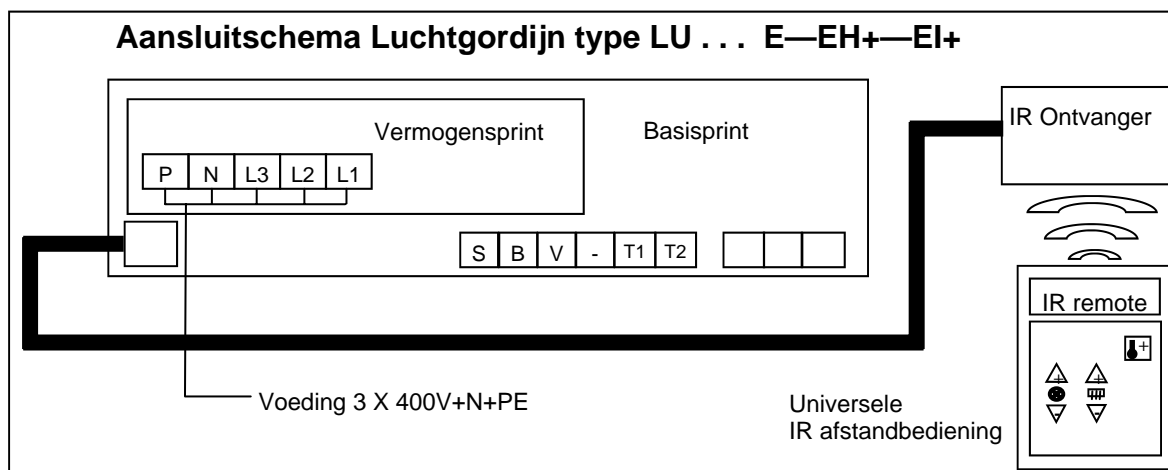 Aansluitschema Luchtgordijn type LU . . . E—EH+—EI+
Vermogensprint
Basisprint
IR Ontvanger
P N L3 L2 L1
S B V - T1 T2
IR remote
+
+ +
- -
Voeding 3 X 400V+N+PE
Universele
IR afstandbediening